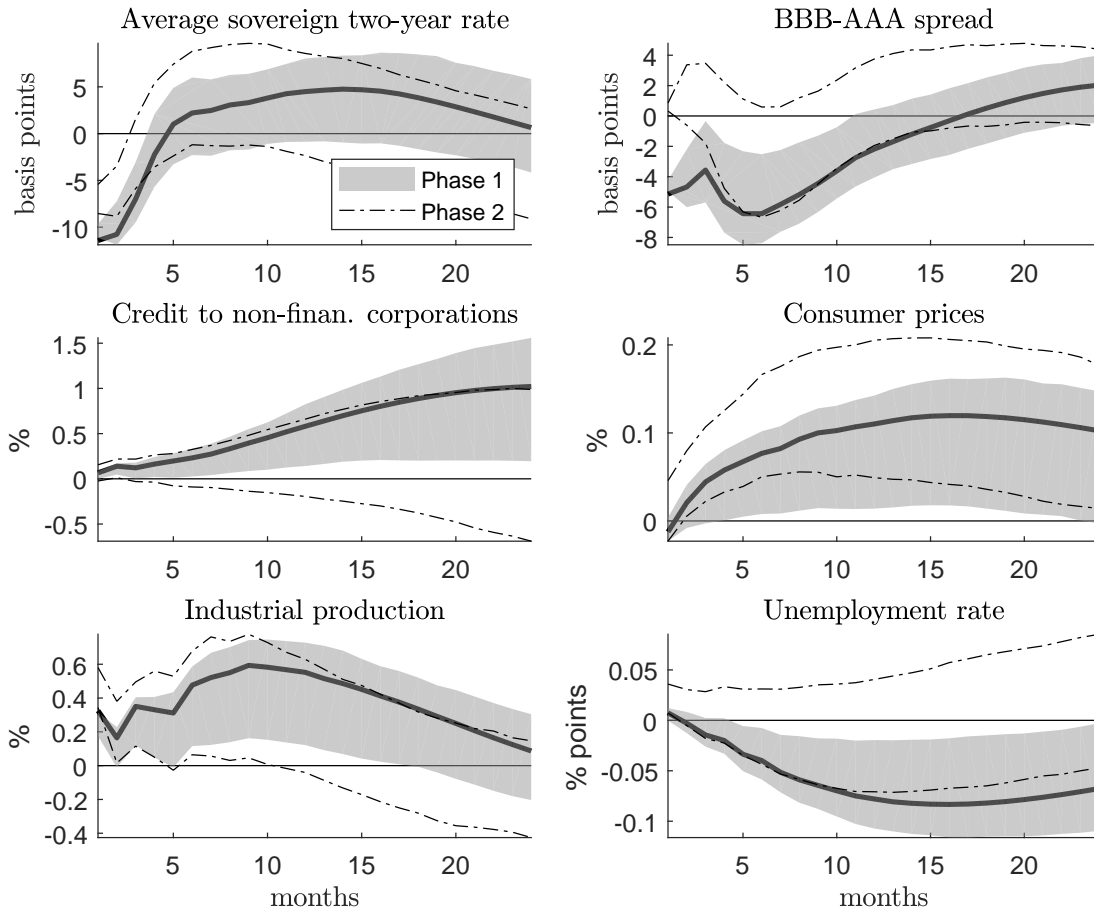 Average sovereign two-year rate
basis points
5
0
-5
-10
5 10 15 20
Phase 1
Phase 2
BBB-AAA spread
basis points
4
2
0
-2
-4
-6
-8
5 10 15 20
Credit to non-finan. corporations
%
1.5
1
0.5
0
-0.5
5 10 15 20
Consumer prices
%
0.2
0.1
0
5 10 15 20
Industrial production
%
0.6
0.4
0.2
0
-0.2
-0.4
5 10 15 20
months
Unemployment rate
% points
0.05
0
-0.05
-0.1
5 10 15 20
months